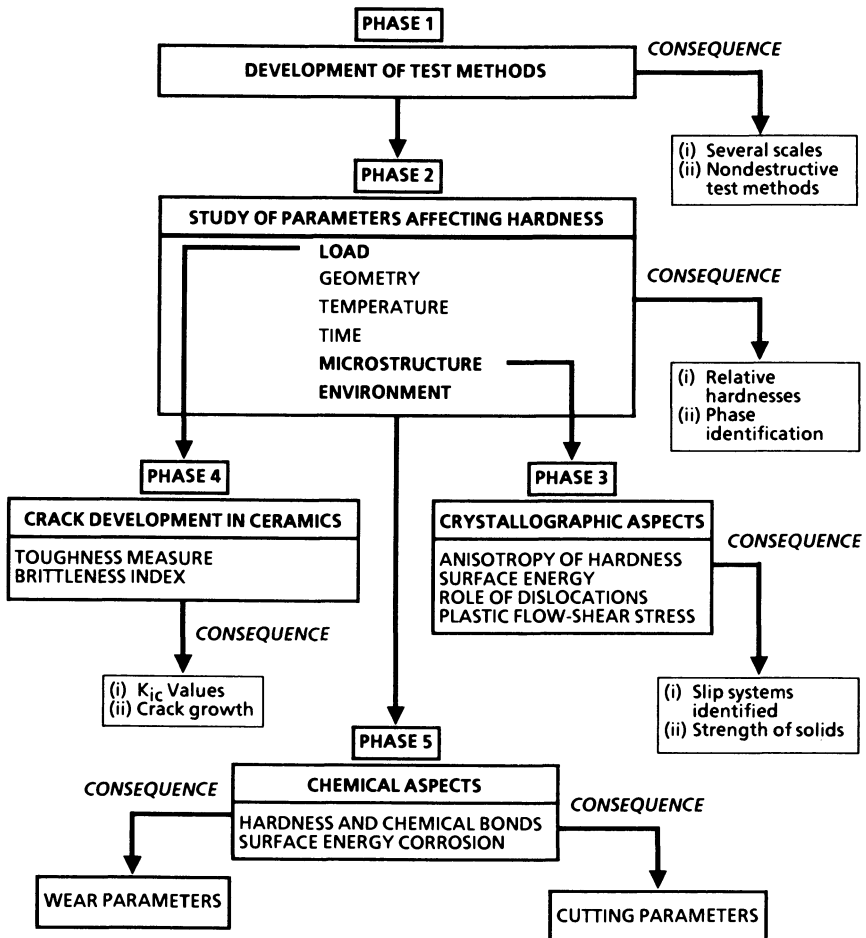 PHASE 1
DEVELOPMENT OF TEST METHODS
CONSEQUENCE
(i) Several scales
(ii) Nondestructive
test methods
PHASE 2
STUDY OF PARAMETERS AFFECTING HARDNESS
LOAD
GEOMETRY
TEMPERATURE
TIME
MICROSTRUCTURE
ENVIRONMENT
CONSEQUENCE
(i) Relative
hardnesses
(ii) Phase
identification
PHASE 4
CRACK DEVELOPMENT IN CERAMICS
TOUGHNESS MEASURE
BRITTLENESS INDEX
CONSEQUENCE
(i) Kic Values
(ii) Crack growth
PHASE 3
CRYSTALLOGRAPHIC ASPECTS
ANISOTROPY OF HARDNESS
SURFACE ENERGY
ROLE OF DISLOCATIONS
PLASTIC FLOW-SHEAR STRESS
CONSEQUENCE
(i) Slip systems
identified
(ii) Strength of solids
PHASE 5
CHEMICAL ASPECTS
HARDNESS AND CHEMICAL BONDS
SURFACE ENERGY CORROSION
CONSEQUENCE
WEAR PARAMETERS
CONSEQUENCE
CUTTING PARAMETERS